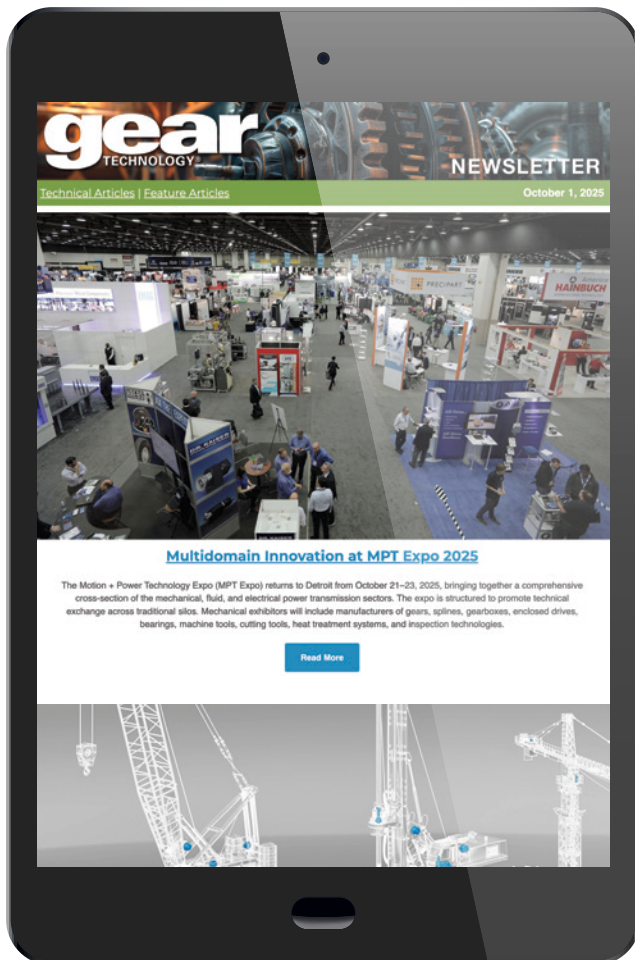 gear
TECHNOLOGY
NEWSLETTER
Technical Articles | Feature Articles
October 1, 2025
PRECIPART
HAINBUCH
DR. KAISER
Multidomain Innovation at MPT Expo 2025
The Motion + Power Technology Expo (MPT Expo) returns to Detroit from October 21–23, 2025, bringing together a comprehensive
cross-section of the mechanical, fluid, and electrical power transmission sectors. The expo is structured to promote technical
exchange across traditional silos. Mechanical exhibitors will include manufacturers of gears, splines, gearboxes, enclosed drives,
bearings, machine tools, cutting tools, heat treatment systems, and inspection technologies.
Read More